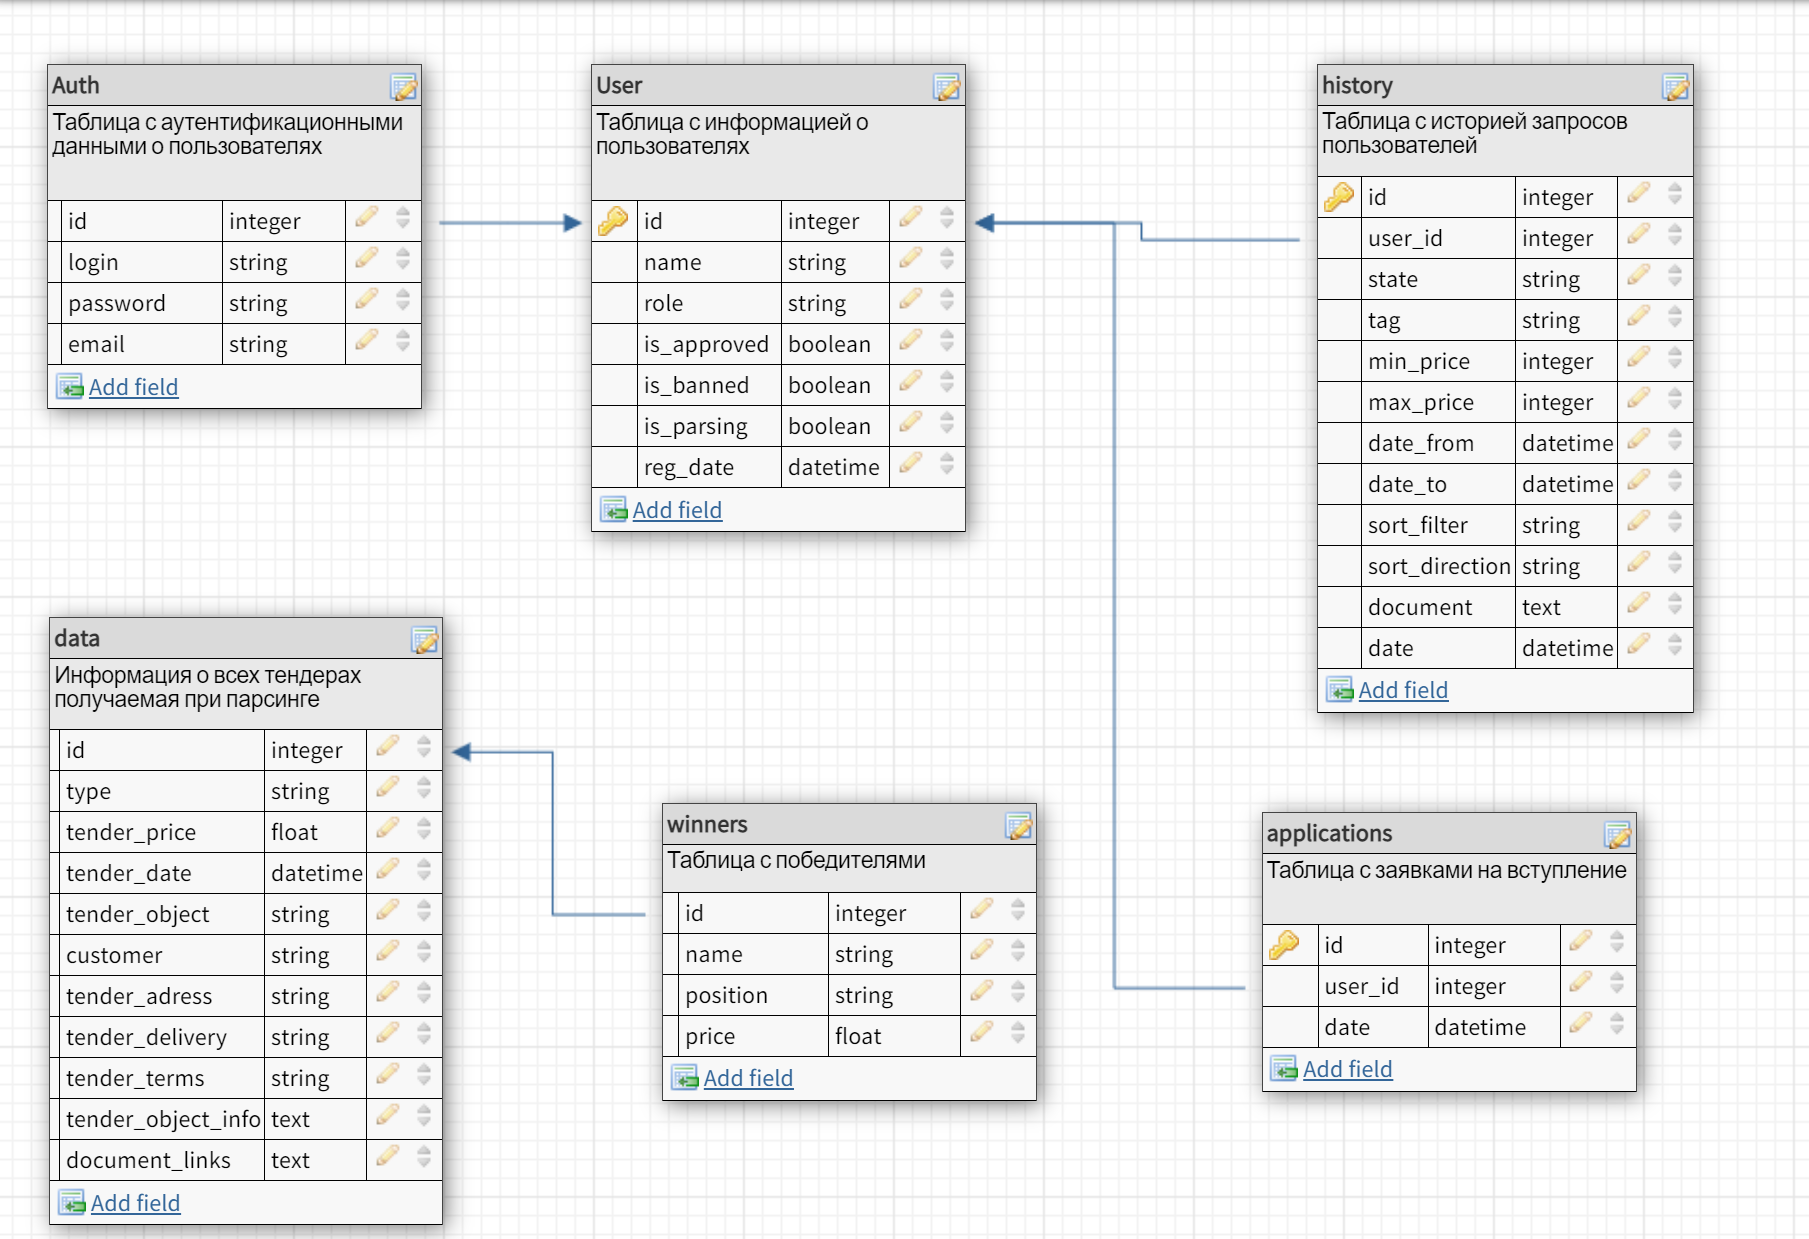 Auth
Таблица с аутентификационными
данными о пользователях
id integer
login string
password string
email string
Add field
User
Таблица с информацией о
пользователях
id integer
name string
role string
is_approved boolean
is_banned boolean
is_parsing boolean
reg_date datetime
Add field
history
Таблица с историей запросов
пользователей
id integer
user_id integer
state string
tag string
min_price integer
max_price integer
date_from datetime
date_to datetime
sort_filter string
sort_direction string
document text
date datetime
Add field
data
Информация о всех тендерах
получаемая при парсинге
id integer
type string
tender_price float
tender_date datetime
tender_object string
customer string
tender_adress string
tender_delivery string
tender_terms string
tender_object_info text
document_links text
Add field
winners
Таблица с победителями
id integer
name string
position string
price float
Add field
applications
Таблица с заявками на вступление
id integer
user_id integer
date datetime
Add field